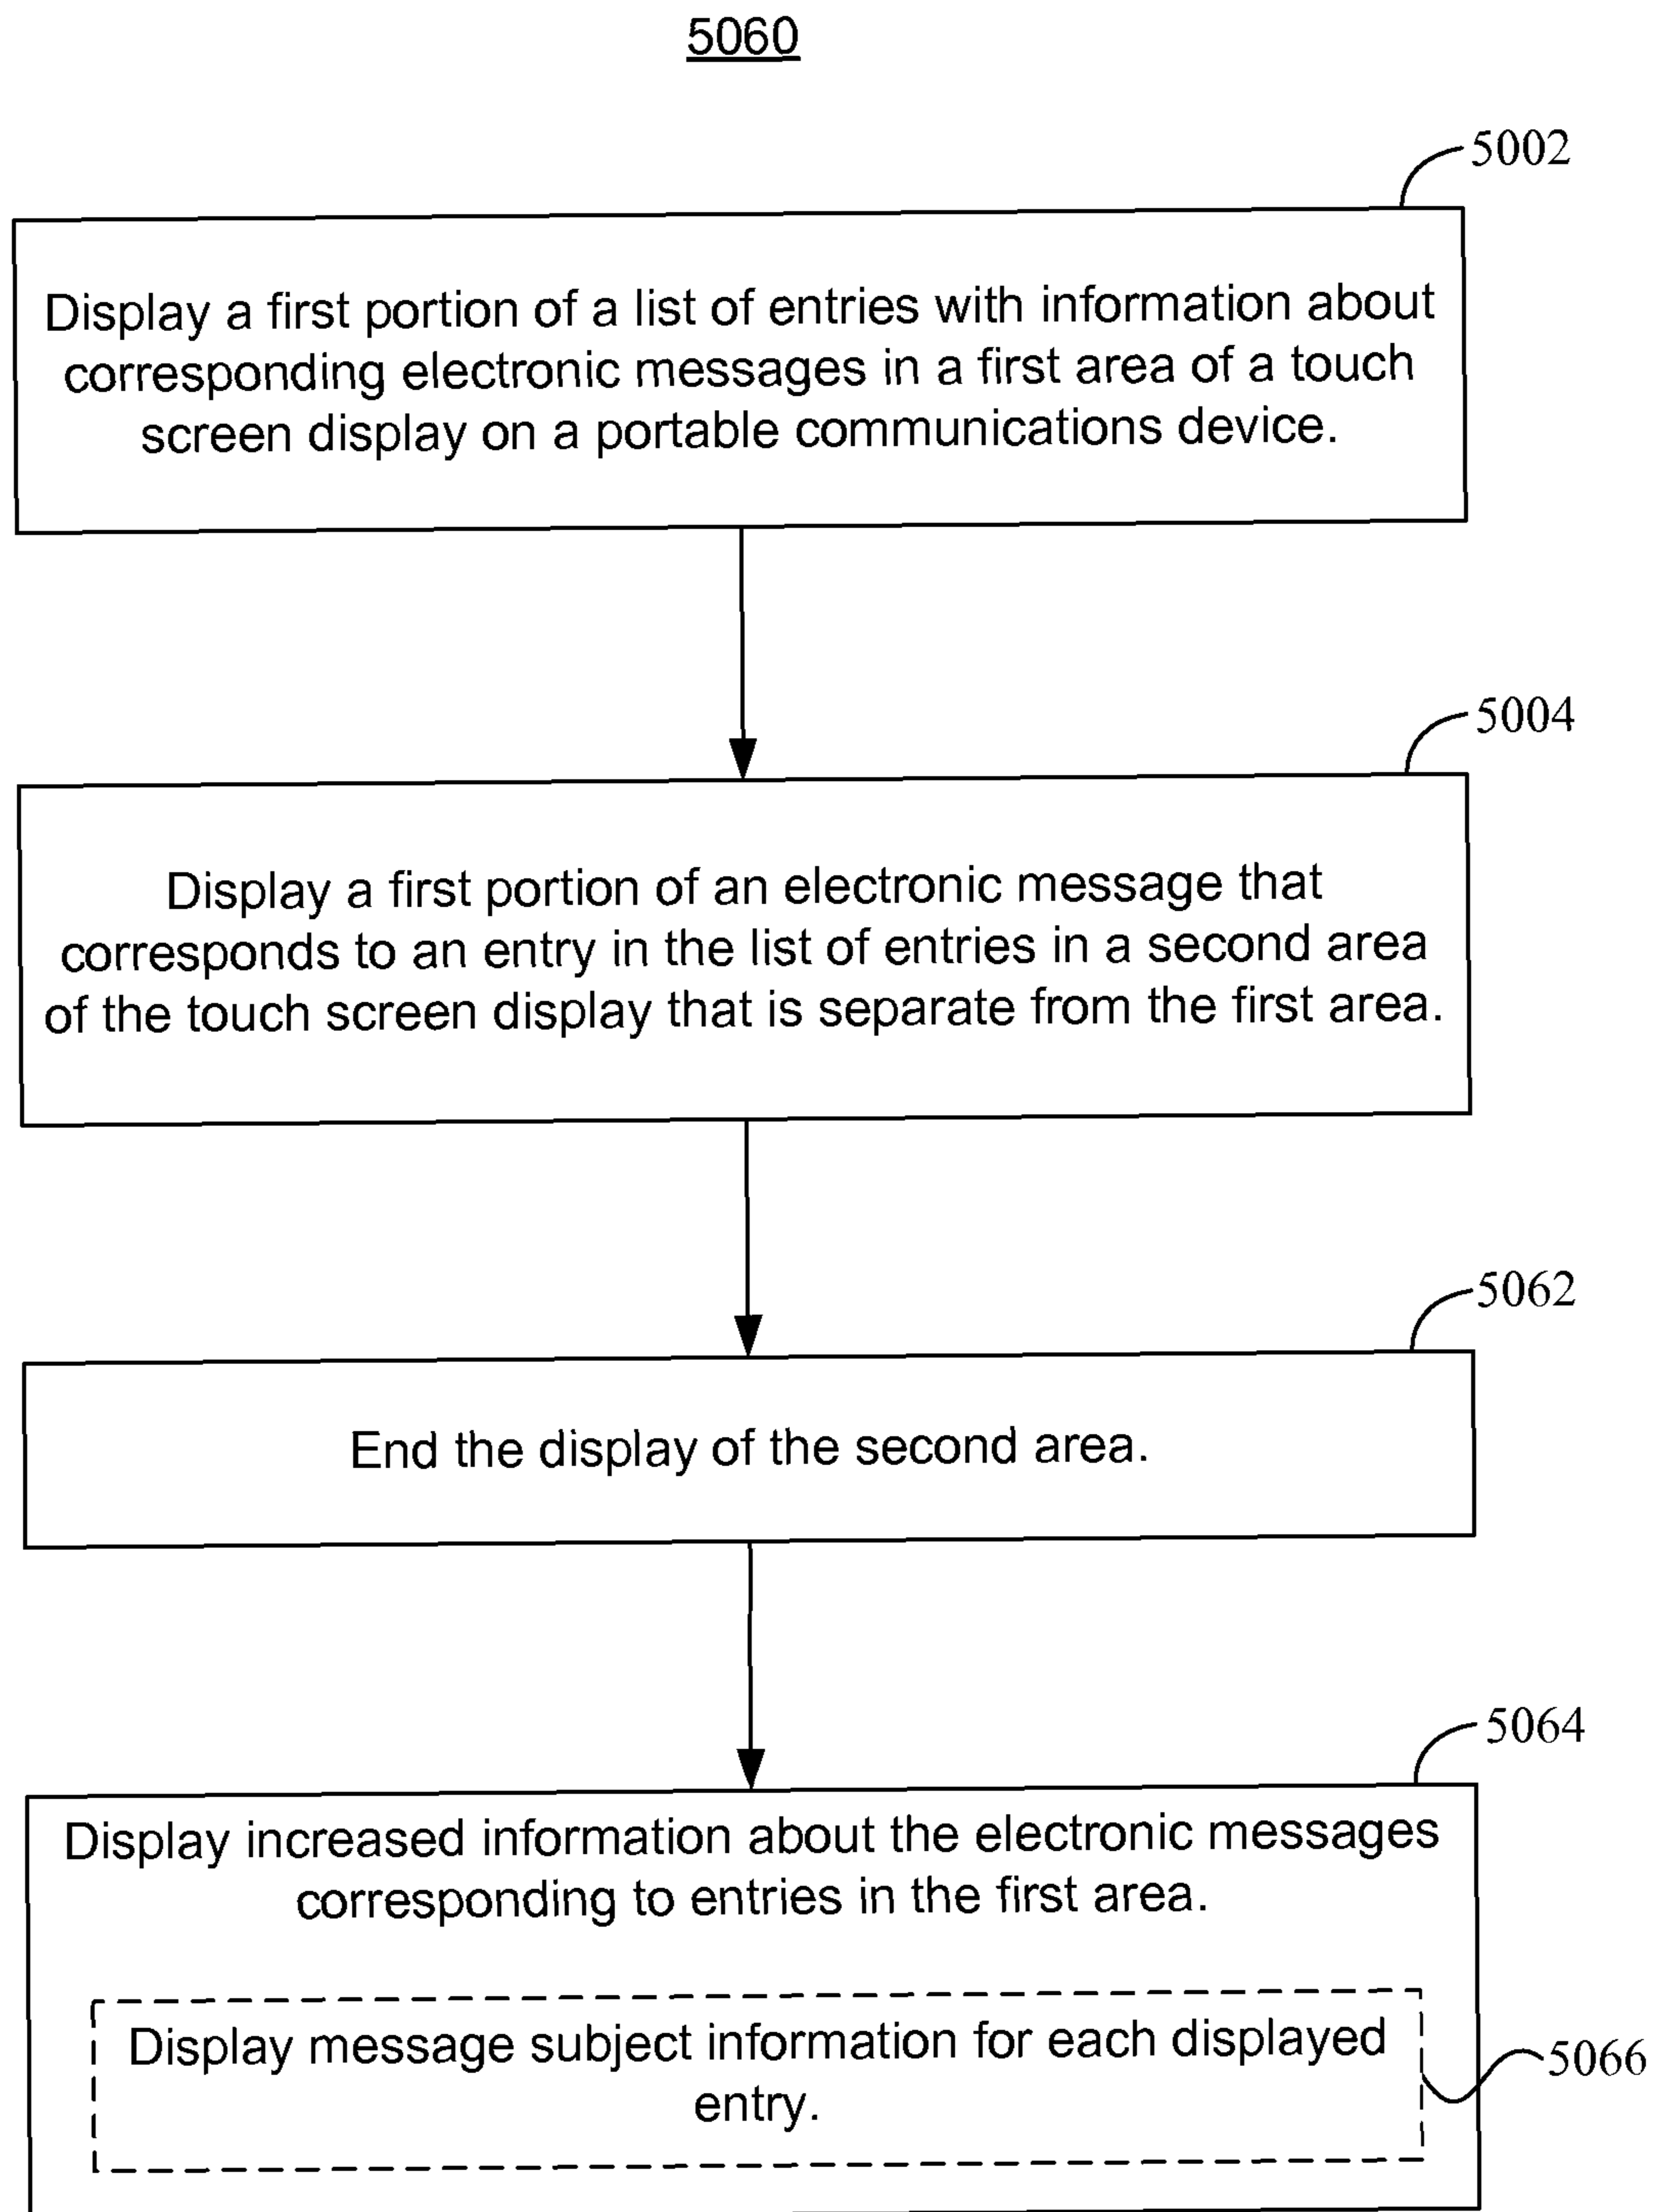 5060
5002
Display a first portion of a list of entries with information about
corresponding electronic messages in a first area of a touch
screen display on a portable communications device.
5004
Display a first portion of an electronic message that
corresponds to an entry in the list of entries in a second area
of the touch screen display that is separate from the first area.
5062
End the display of the second area.
5064
Display increased information about the electronic messages
corresponding to entries in the first area.
Display message subject information for each displayed
entry.
5066